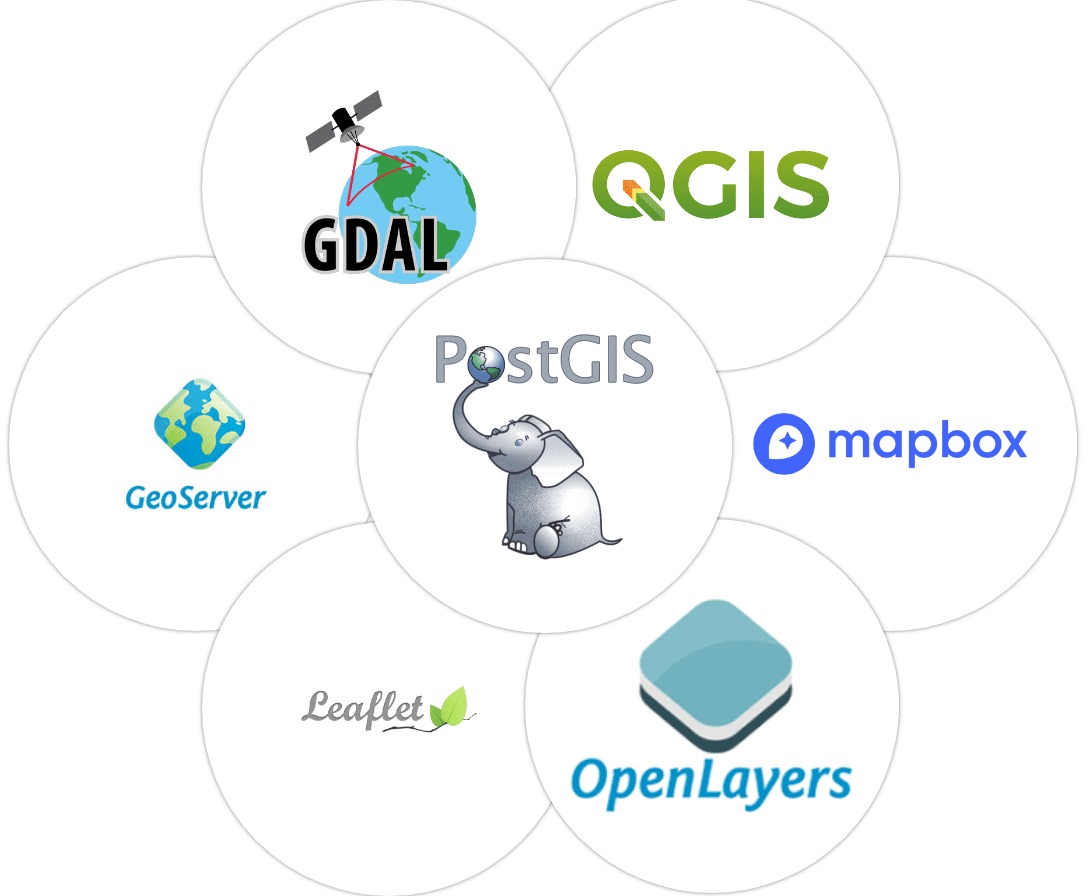 GDAL
QGIS
PostGIS
GeoServer
mapbox
Leaflet
OpenLayers